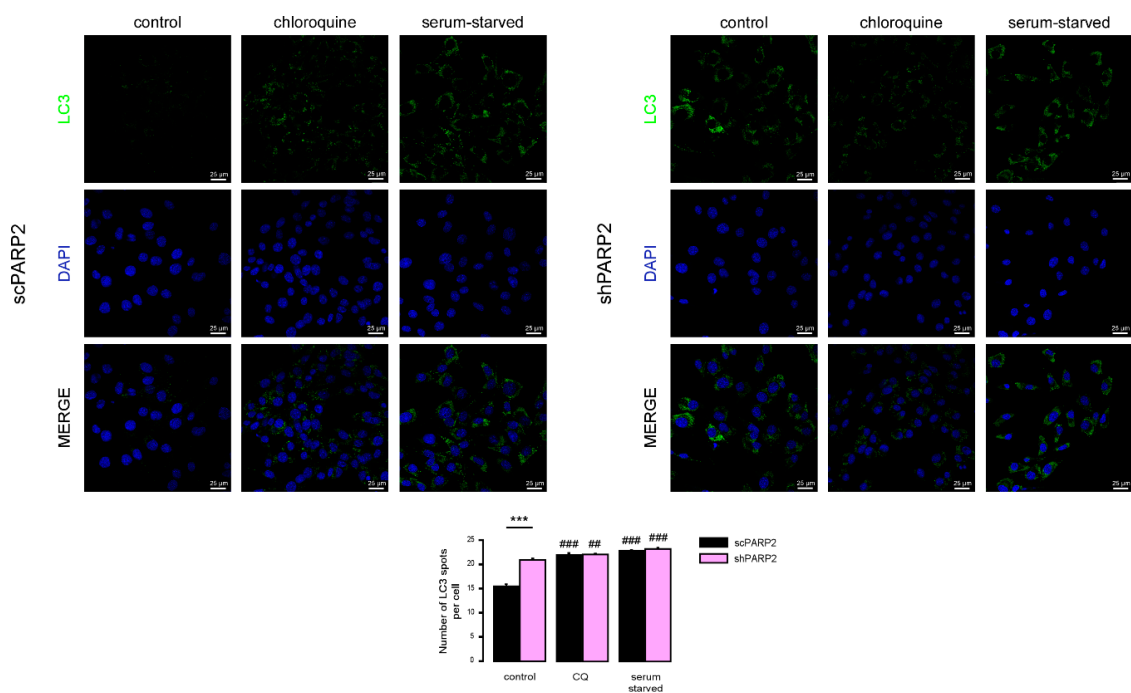 control chloroquine serum-starved
LC3
25 µm 25 µm 25 µm
scPARP2
DAPI
25 µm 25 µm 25 µm
MERGE
25 µm 25 µm 25 µm
control chloroquine serum-starved
LC3
25 µm 25 µm 25 µm
shPARP2
DAPI
25 µm 25 µm 25 µm
MERGE
25 µm 25 µm 25 µm
Number of LC3 spots
per cell
25
20
15
10
5
0
***
### ## ### ###
control CQ serum
starved
scPARP2
shPARP2